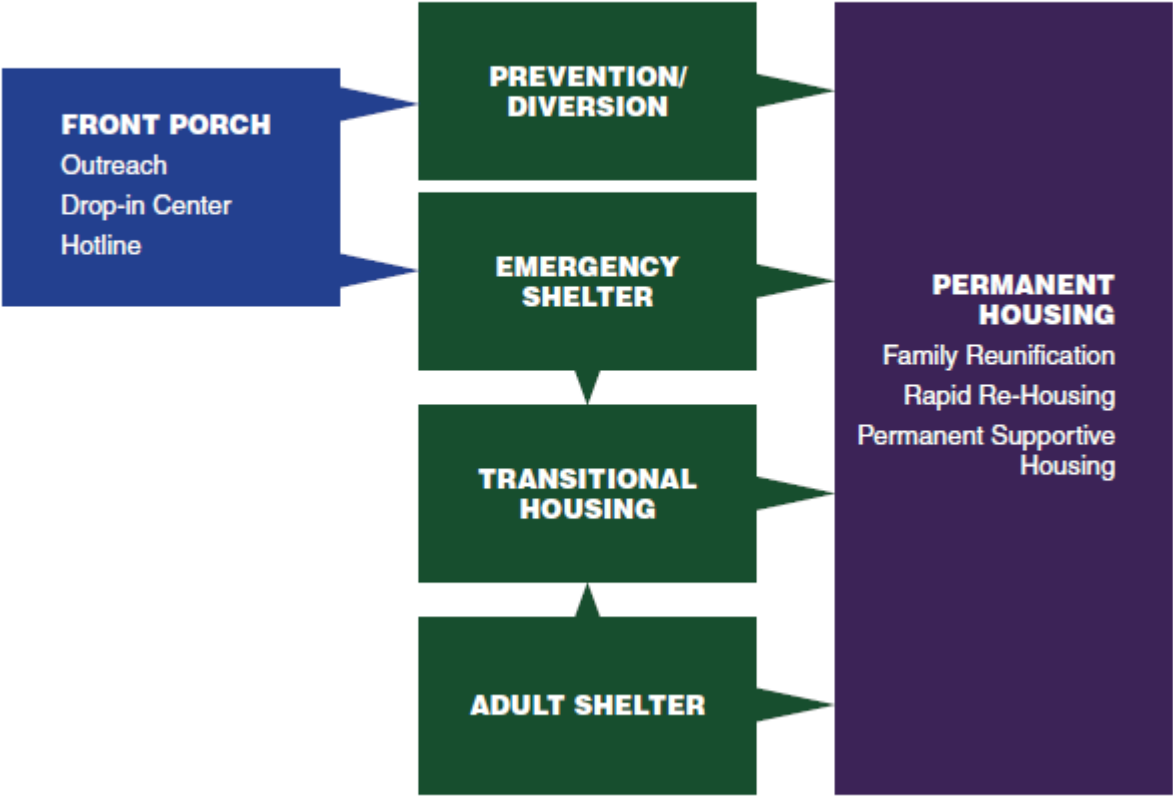 FRONT PORCH
Outreach
Drop-in Center
Hotline
PREVENTION/
DIVERSION
EMERGENCY
SHELTER
TRANSITIONAL
HOUSING
ADULT SHELTER
PERMANENT
HOUSING
Family Reunification
Rapid Re-Housing
Permanent Supportive
Housing